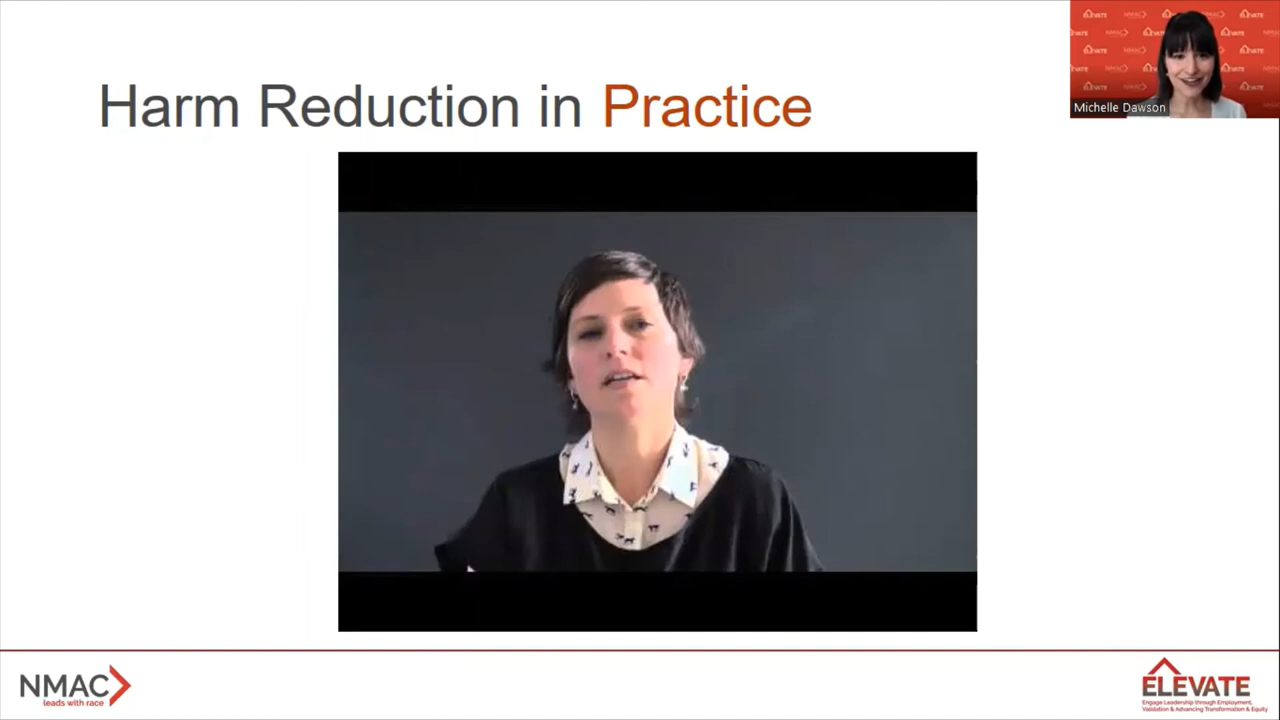 Harm Reduction in Practice
Michelle Dawson
NMAC
leads with race
ELEVATE
Engage Leadership through Employment,
Validation & Advancing Transformation & Equity